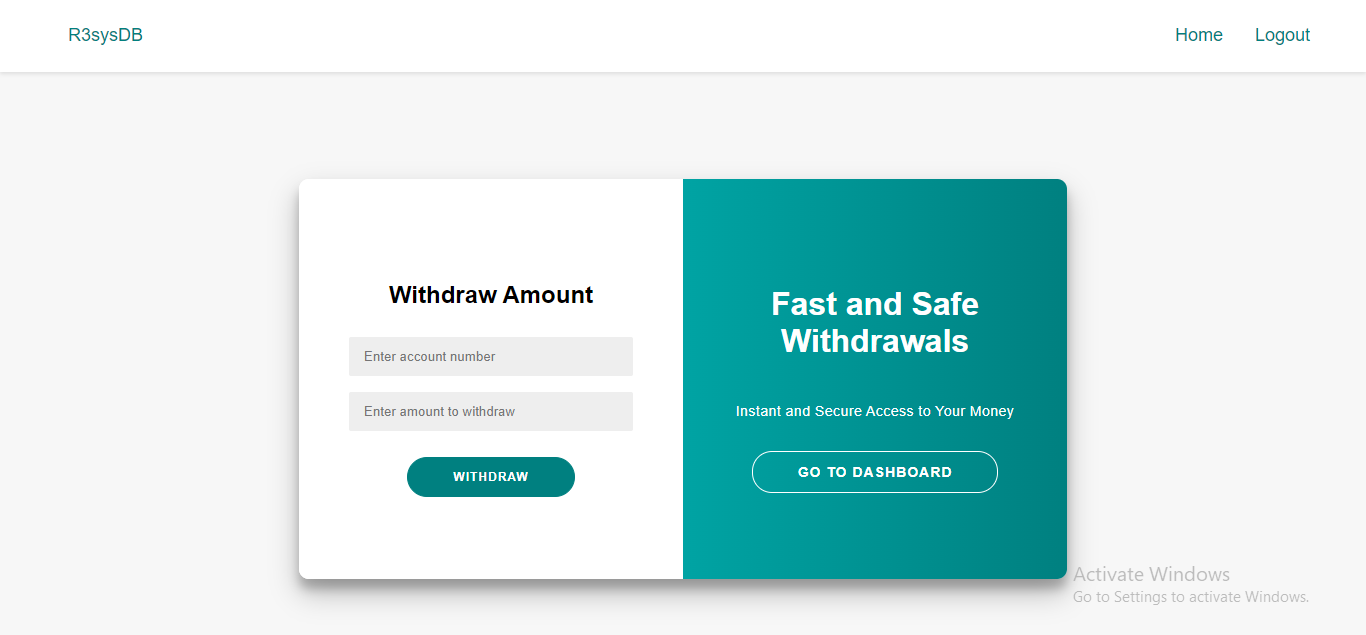 R3sysDB
Home
Logout
Withdraw Amount
Enter account number
Enter amount to withdraw
WITHDRAW
Fast and Safe
Withdrawals
Instant and Secure Access to Your Money
GO TO DASHBOARD
Activate Windows
Go to Settings to activate Windows.